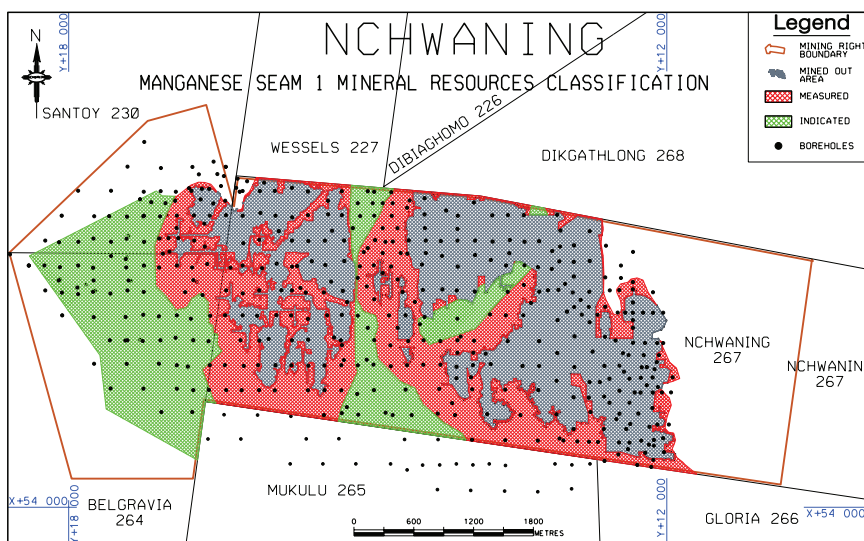 Y+18 000
NCHWANING
Y+12 000
MANGANESE SEAM 1 MINERAL RESOURCES CLASSIFICATION
N
Legend
MINING RIGHT
BOUNDARY
MINED OUT
AREA
MEASURED
INDICATED
BOREHOLES
SANTOY 230
WESSELS 227
DIBIAGHOMO 226
DIKGATHLONG 268
NCHWANING
267
NCHWANIN
267
X+54 000
BELGRAVIA
264
MUKULU 265
GLORIA 266
X+54 000
Y+18 000
Y+12 000
0 600 1200 1800
METRES